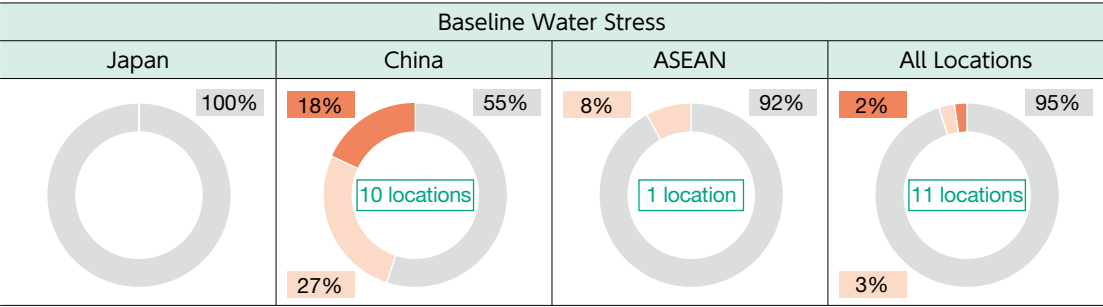 Baseline Water Stress
Japan
China
ASEAN
All Locations
100%
18%
55%
10 locations
27%
8%
92%
1 location
2%
95%
11 locations
3%